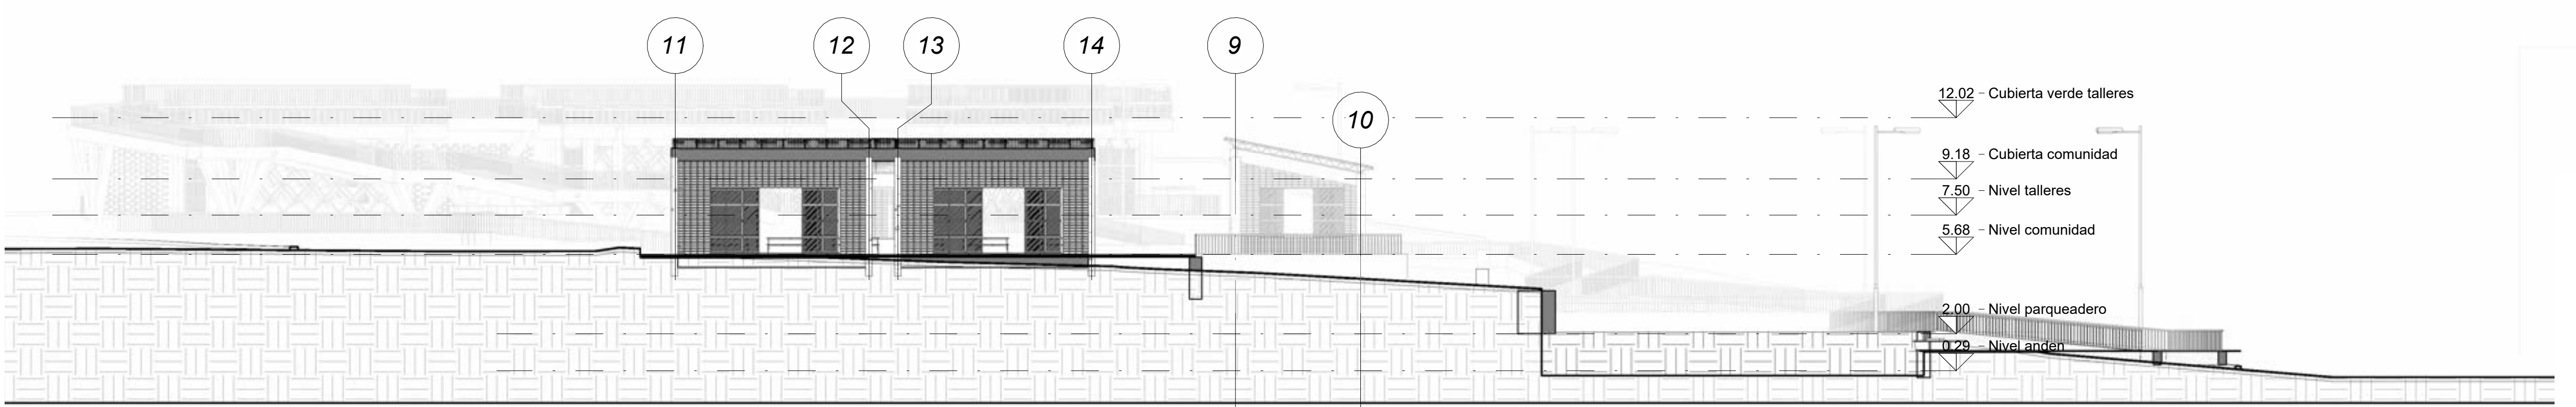 11
12
13
14
9
10
12.02 - Cubierta verde talleres
9.18 - Cubierta comunidad
7.50 - Nivel talleres
5.68 - Nivel comunidad
2.00 - Nivel parqueadero
0.29 - Nivel anden